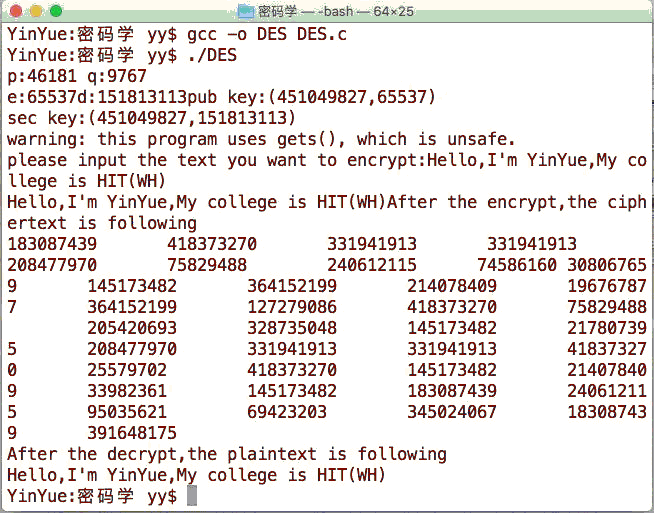 密码学 — -bash — 64×25
YinYue:密码学 yy$ gcc -o DES DES.c
YinYue:密码学 yy$ ./DES
p:46181 q:9767
e:65537d:151813113pub key:(451049827,65537)
sec key:(451049827,151813113)
warning: this program uses gets(), which is unsafe.
please input the text you want to encrypt:Hello,I'm YinYue,My co
llege is HIT(WH)
Hello,I'm YinYue,My college is HIT(WH)After the encrypt,the ciph
ertext is following
183087439 418373270 331941913 331941913
208477970 75829488 240612115 74586160 30806765
9 145173482 364152199 214078409 19676787
7 364152199 127279086 418373270 75829488
205420693 328735048 145173482 21780739
5 208477970 331941913 331941913 41837327
0 25579702 418373270 145173482 21407840
9 33982361 145173482 183087439 24061211
5 95035621 69423203 345024067 18308743
9 391648175
After the decrypt,the plaintext is following
Hello,I'm YinYue,My college is HIT(WH)
YinYue:密码学 yy$